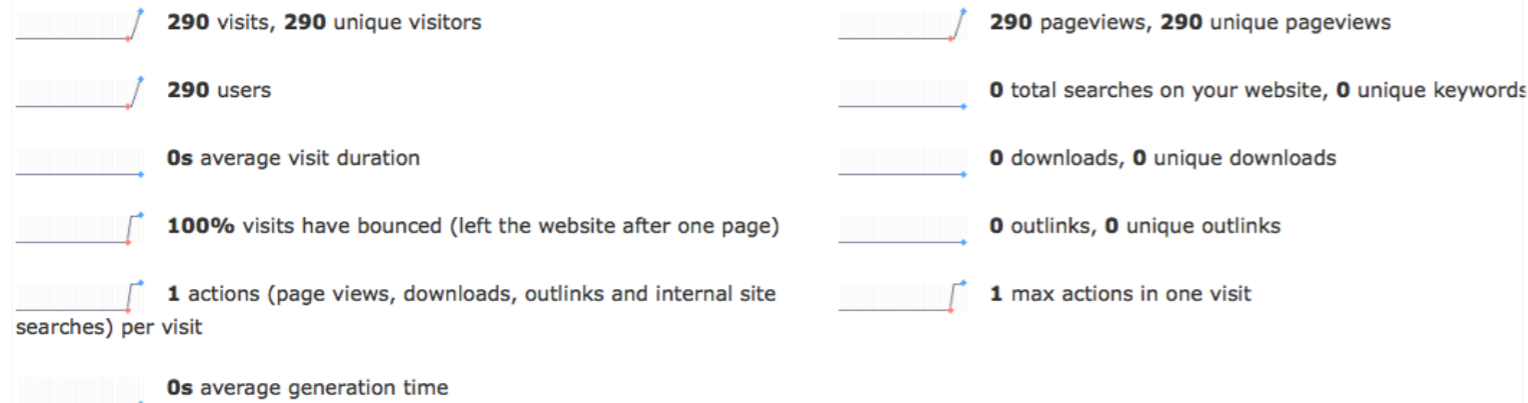 290 visits, 290 unique visitors
290 users
0s average visit duration
100% visits have bounced (left the website after one page)
1 actions (page views, downloads, outlinks and internal site
searches) per visit
0s average generation time
290 pageviews, 290 unique pageviews
0 total searches on your website, 0 unique keywords
0 downloads, 0 unique downloads
0 outlinks, 0 unique outlinks
1 max actions in one visit